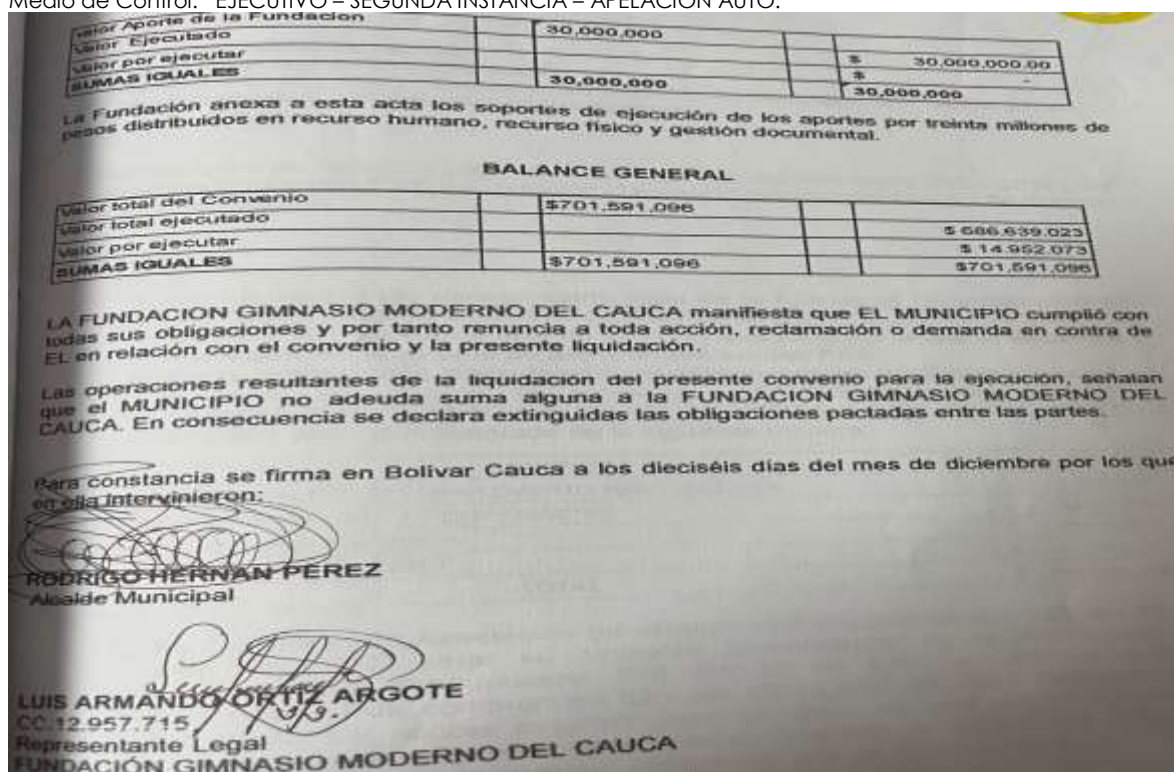 Medio de Control: EJECUTIVO – SEGUNDA INSTANCIA – APELACIÓN AUTO.
Valor Aporte de la Fundación 30,000,000
Valor Ejecutado $ 30,000,000.00
Valor por ejecutar $ -
SUMAS IGUALES 30,000,000 30,000,000
La Fundación anexa a esta acta los soportes de ejecución de los aportes por treinta millones de
pesos distribuidos en recurso humano, recurso físico y gestión documental.
BALANCE GENERAL
Valor total del Convenio $701,591,096
Valor total ejecutado $ 686.639.023
Valor por ejecutar $ 14.952.073
SUMAS IGUALES $701,591,096 $701,591,096
LA FUNDACION GIMNASIO MODERNO DEL CAUCA manifiesta que EL MUNICIPIO cumplió con
todas sus obligaciones y por tanto renuncia a toda acción, reclamación o demanda en contra de
EL en relación con el convenio y la presente liquidación.
Las operaciones resultantes de la liquidación del presente convenio para la ejecución, señalan
que el MUNICIPIO no adeuda suma alguna a la FUNDACION GIMNASIO MODERNO DEL
CAUCA. En consecuencia se declara extinguidas las obligaciones pactadas entre las partes.
Para constancia se firma en Bolivar Cauca a los dieciséis días del mes de diciembre por los que
en ella intervinieron:
RODRIGO HERNAN PEREZ
Alcalde Municipal
LUIS ARMANDO ORTIZ ARGOTE
CC.12.957.715
Representante Legal
FUNDACIÓN GIMNASIO MODERNO DEL CAUCA